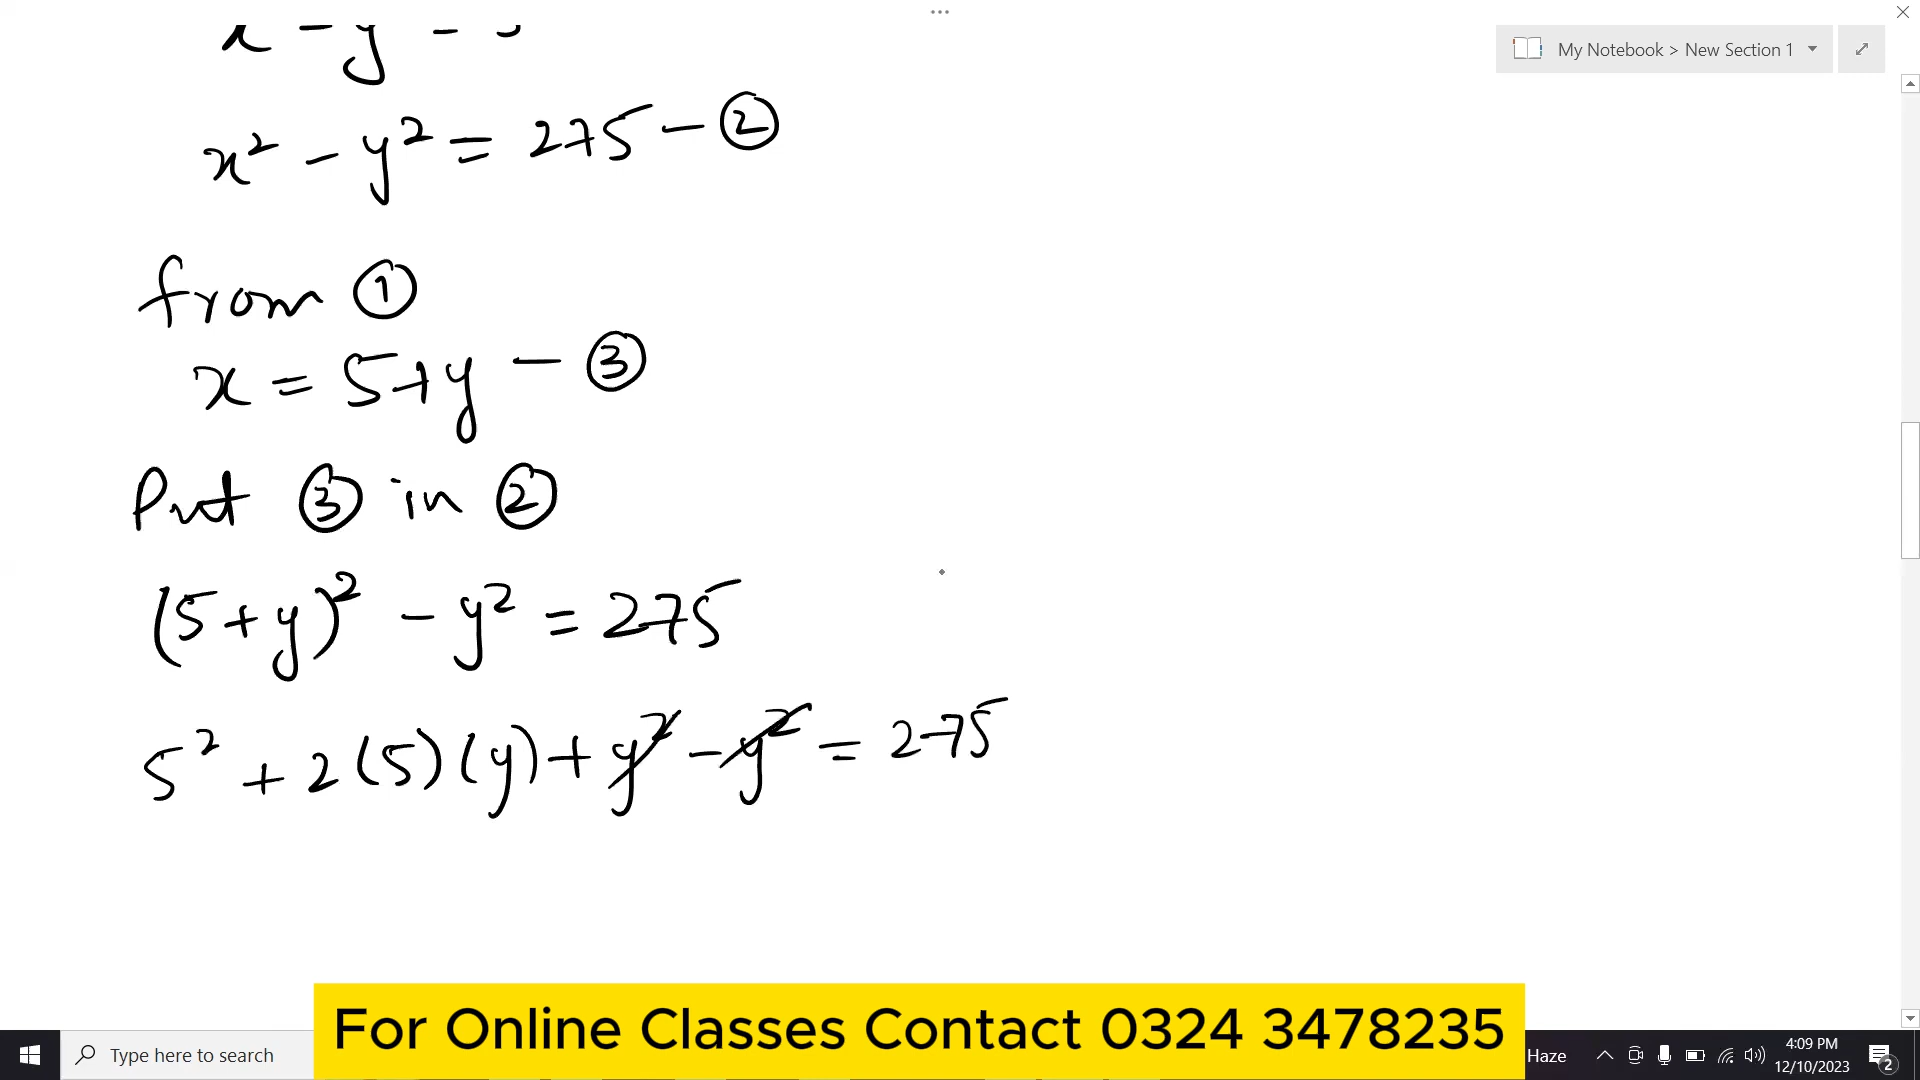 x - y =
My Notebook > New Section 1
x² - y² = 275 - ②
from ①
x = 5+y - ③
Put ③ in ②
(5+y)² - y² = 275
5² + 2(5)(y) + y² - y² = 275
For Online Classes Contact 0324 3478235
Type here to search
Haze
4:09 PM
12/10/2023
2